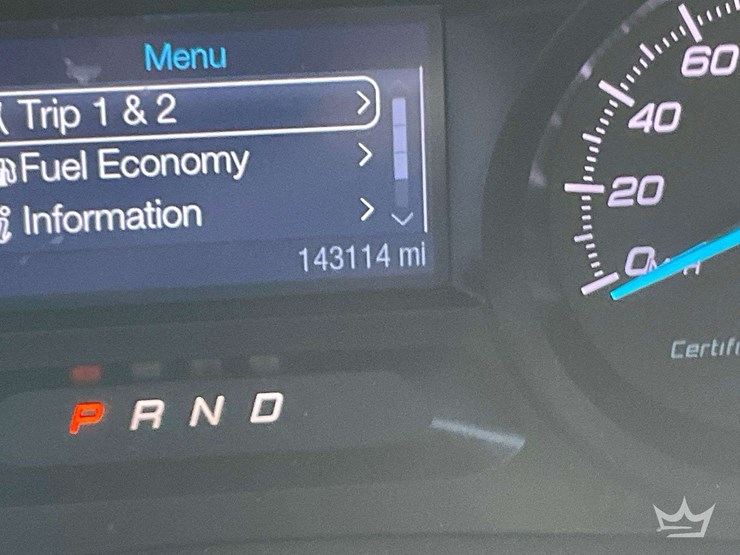 Menu
Trip 1 & 2
Fuel Economy
Information
143114 mi
60
40
20
0
P R N D